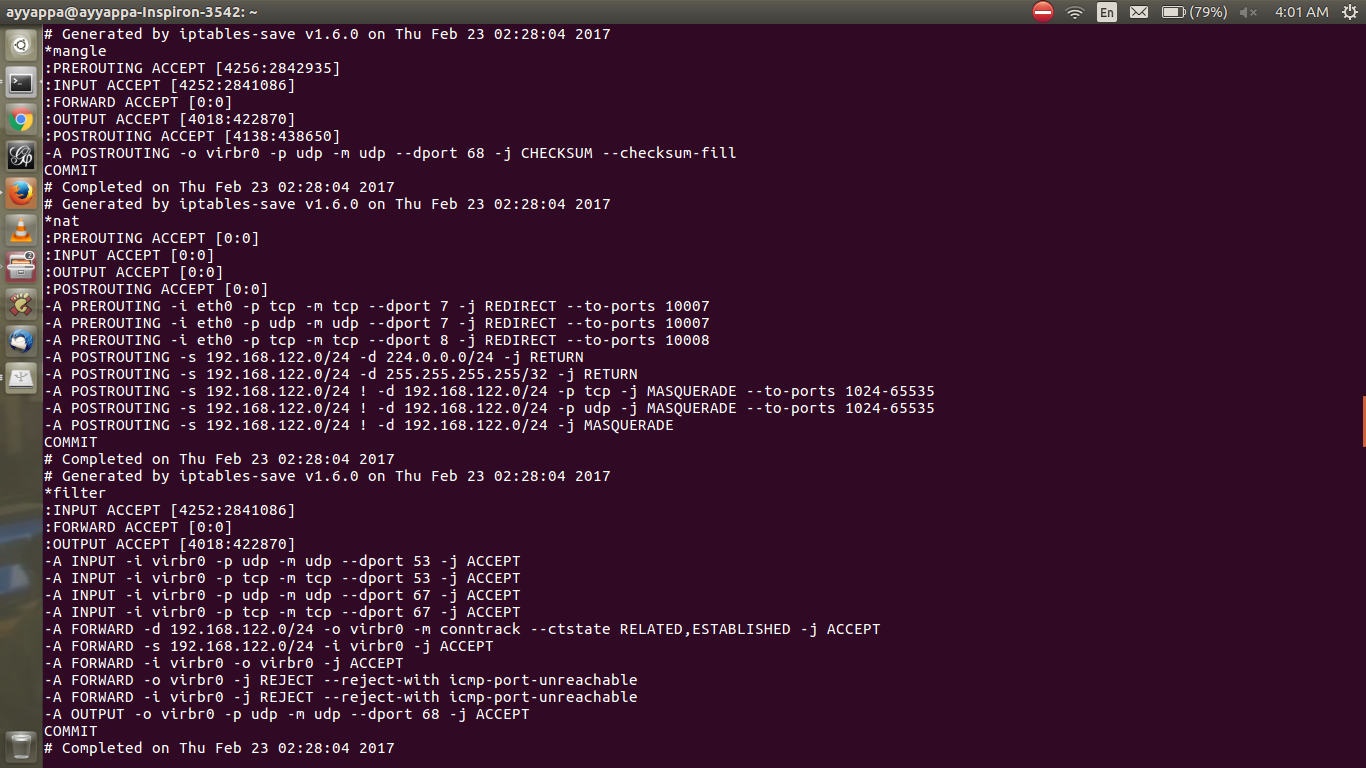 ayyappa@ayyappa-Inspiron-3542: ~
En
(79%)
4:01 AM
# Generated by iptables-save v1.6.0 on Thu Feb 23 02:28:04 2017
*mangle
:PREROUTING ACCEPT [4256:2842935]
:INPUT ACCEPT [4252:2841086]
:FORWARD ACCEPT [0:0]
:OUTPUT ACCEPT [4018:422870]
:POSTROUTING ACCEPT [4138:438650]
-A POSTROUTING -o virbr0 -p udp -m udp --dport 68 -j CHECKSUM --checksum-fill
COMMIT
# Completed on Thu Feb 23 02:28:04 2017
# Generated by iptables-save v1.6.0 on Thu Feb 23 02:28:04 2017
*nat
:PREROUTING ACCEPT [0:0]
:INPUT ACCEPT [0:0]
:OUTPUT ACCEPT [0:0]
:POSTROUTING ACCEPT [0:0]
-A PREROUTING -i eth0 -p tcp -m tcp --dport 7 -j REDIRECT --to-ports 10007
-A PREROUTING -i eth0 -p udp -m udp --dport 7 -j REDIRECT --to-ports 10007
-A PREROUTING -i eth0 -p tcp -m tcp --dport 8 -j REDIRECT --to-ports 10008
-A POSTROUTING -s 192.168.122.0/24 -d 224.0.0.0/24 -j RETURN
-A POSTROUTING -s 192.168.122.0/24 -d 255.255.255.255/32 -j RETURN
-A POSTROUTING -s 192.168.122.0/24 ! -d 192.168.122.0/24 -p tcp -j MASQUERADE --to-ports 1024-65535
-A POSTROUTING -s 192.168.122.0/24 ! -d 192.168.122.0/24 -p udp -j MASQUERADE --to-ports 1024-65535
-A POSTROUTING -s 192.168.122.0/24 ! -d 192.168.122.0/24 -j MASQUERADE
COMMIT
# Completed on Thu Feb 23 02:28:04 2017
# Generated by iptables-save v1.6.0 on Thu Feb 23 02:28:04 2017
*filter
:INPUT ACCEPT [4252:2841086]
:FORWARD ACCEPT [0:0]
:OUTPUT ACCEPT [4018:422870]
-A INPUT -i virbr0 -p udp -m udp --dport 53 -j ACCEPT
-A INPUT -i virbr0 -p tcp -m tcp --dport 53 -j ACCEPT
-A INPUT -i virbr0 -p udp -m udp --dport 67 -j ACCEPT
-A INPUT -i virbr0 -p tcp -m tcp --dport 67 -j ACCEPT
-A FORWARD -d 192.168.122.0/24 -o virbr0 -m conntrack --ctstate RELATED,ESTABLISHED -j ACCEPT
-A FORWARD -s 192.168.122.0/24 -i virbr0 -j ACCEPT
-A FORWARD -i virbr0 -o virbr0 -j ACCEPT
-A FORWARD -o virbr0 -j REJECT --reject-with icmp-port-unreachable
-A FORWARD -i virbr0 -j REJECT --reject-with icmp-port-unreachable
-A OUTPUT -o virbr0 -p udp -m udp --dport 68 -j ACCEPT
COMMIT
# Completed on Thu Feb 23 02:28:04 2017